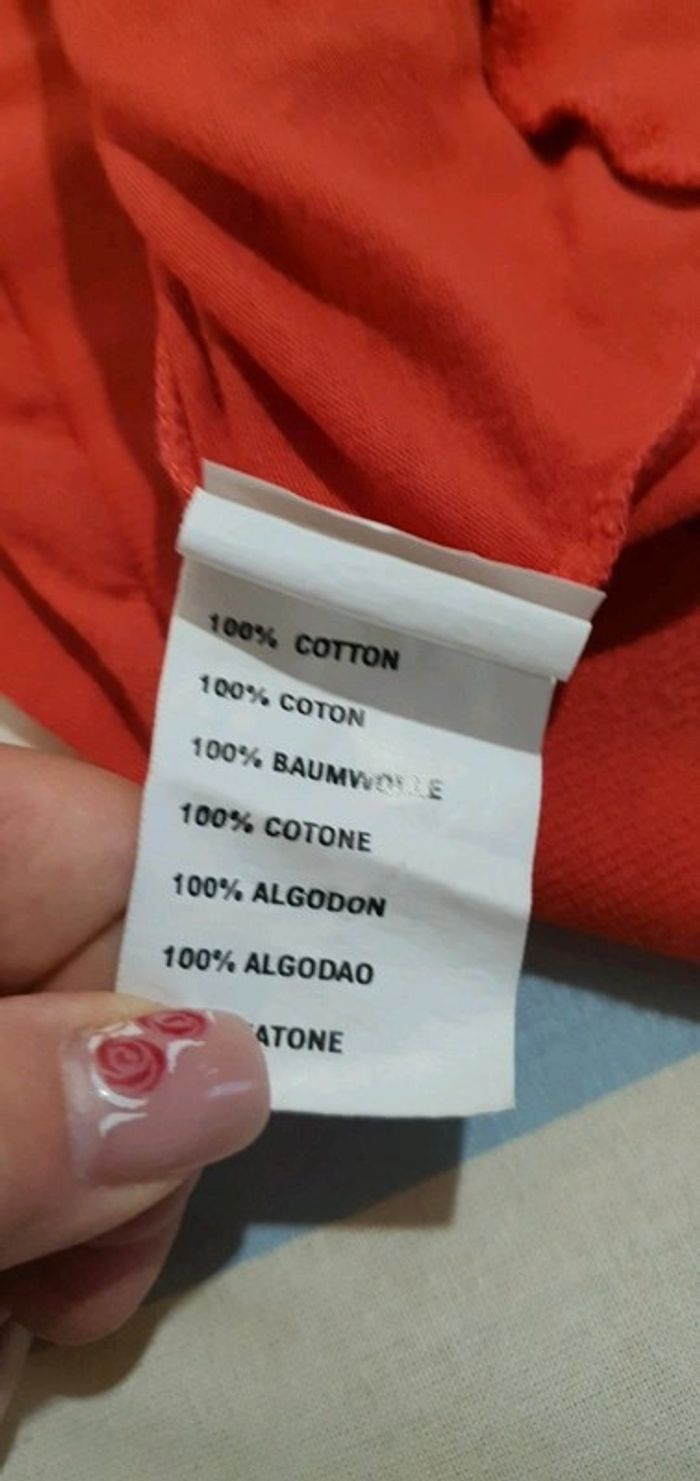 100% COTTON
100% COTON
100% BAUMWOLLE
100% COTONE
100% ALGODON
100% ALGODAO